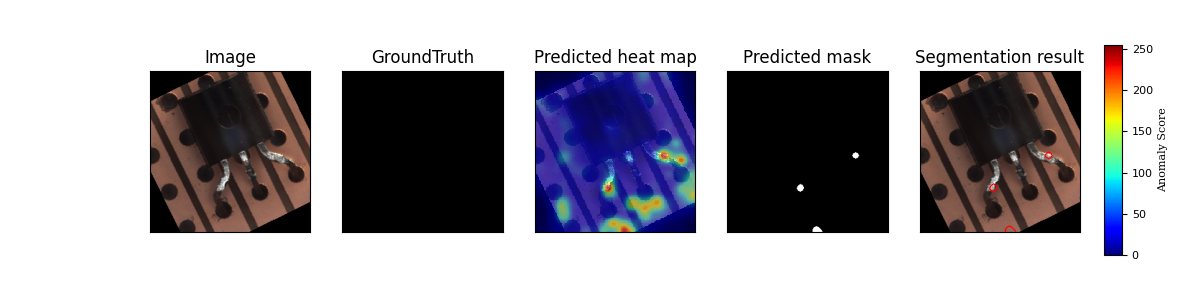 Image
GroundTruth
Predicted heat map
Predicted mask
Segmentation result
250
200
150
100
50
0
Anomaly Score